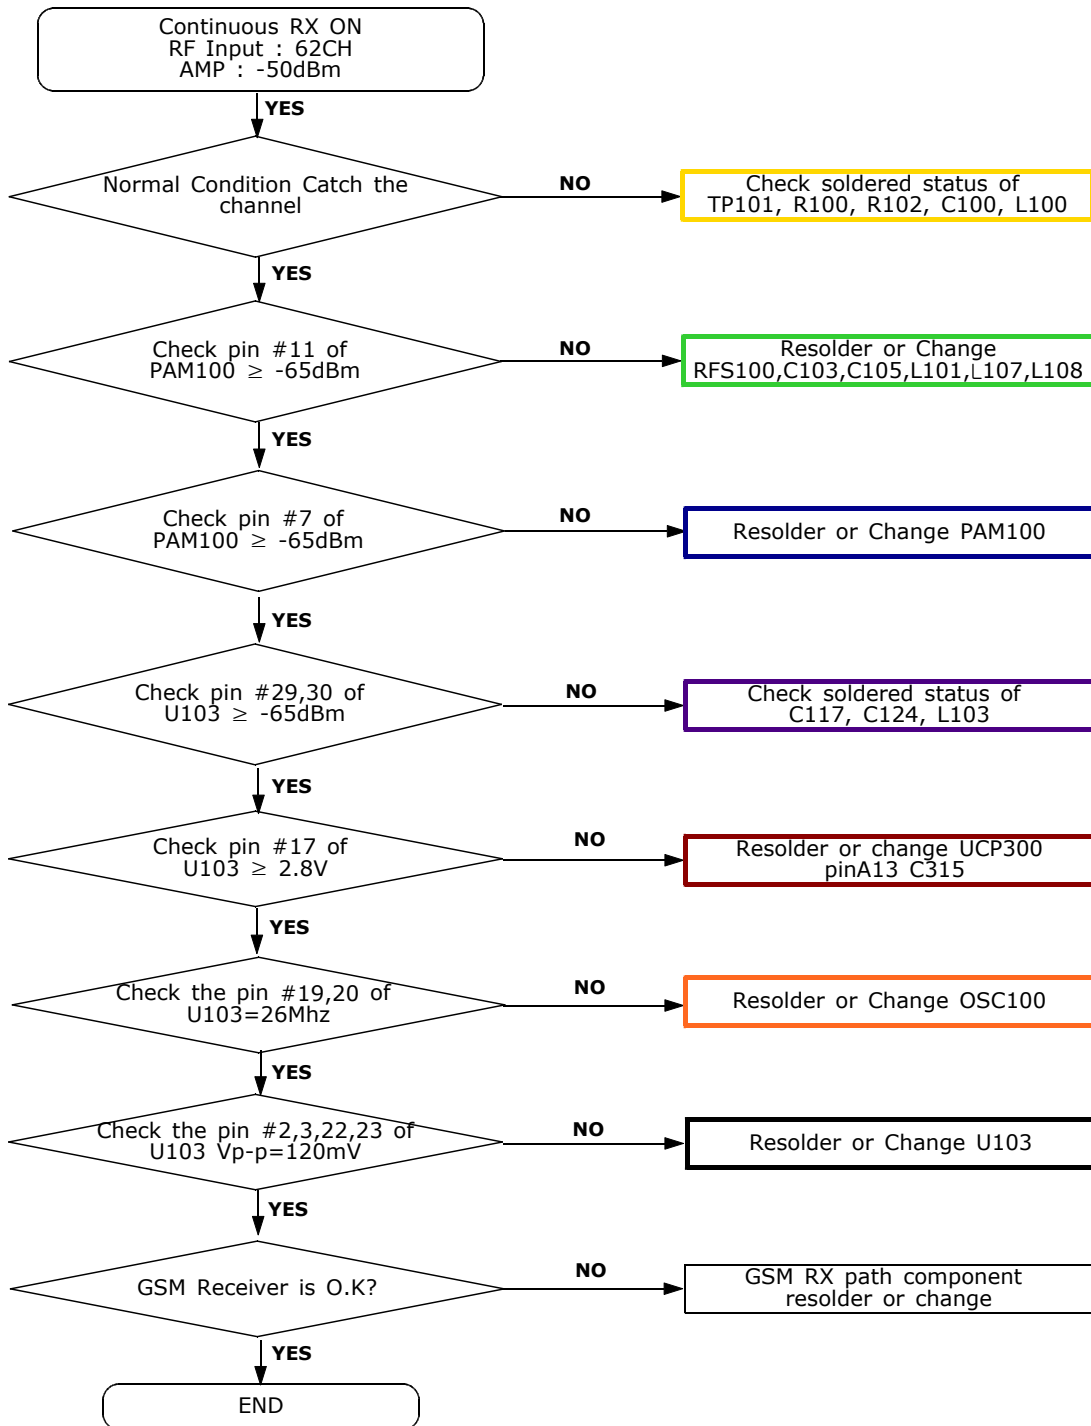 Continuous RX ON
RF Input : 62CH
AMP : -50dBm
YES
Normal Condition Catch the
channel
NO
Check soldered status of
TP101, R100, R102, C100, L100
YES
Check pin #11 of
PAM100 ≥ -65dBm
NO
Resolder or Change
RFS100,C103,C105,L101,L107,L108
YES
Check pin #7 of
PAM100 ≥ -65dBm
NO
Resolder or Change PAM100
YES
Check pin #29,30 of
U103 ≥ -65dBm
NO
Check soldered status of
C117, C124, L103
YES
Check pin #17 of
U103 ≥ 2.8V
NO
Resolder or change UCP300
pinA13 C315
YES
Check the pin #19,20 of
U103=26Mhz
NO
Resolder or Change OSC100
YES
Check the pin #2,3,22,23 of
U103 Vp-p=120mV
NO
Resolder or Change U103
YES
GSM Receiver is O.K?
NO
GSM RX path component
resolder or change
YES
END